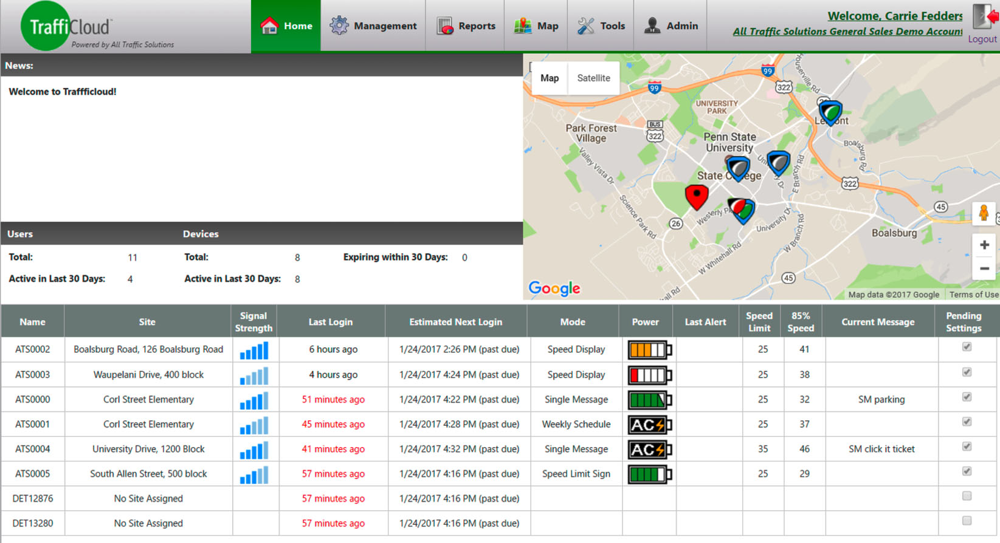 TraffiCloud™
Powered by All Traffic Solutions
Home
Management
Reports
Map
Tools
Admin
Welcome, Carrie Fedders
All Traffic Solutions General Sales Demo Account
Logout
News:
Welcome to Traffficloud!
Users
Devices
Total: 11
Total: 8
Expiring within 30 Days: 0
Active in Last 30 Days: 4
Active in Last 30 Days: 8
Map
Satellite
99
99
322
Houserville Rd
UNIVERSITY
PARK
Park Forest
Village
BUS
322
Penn State
University
Boalsburg Rd
State College
Valley Vista Dr
Science Park Rd
E Branch Rd
322
45
26
University Dr
W Branch Rd
W Whitehall Rd
Boalsburg
45
Google
Map data ©2017 Google
Terms of Use
Name Site Signal Strength Last Login Estimated Next Login Mode Power Last Alert Speed Limit 85% Speed Current Message Pending Settings
ATS0002 Boalsburg Road, 126 Boalsburg Road 6 hours ago 1/24/2017 2:26 PM (past due) Speed Display 25 41
ATS0003 Waupelani Drive, 400 block 4 hours ago 1/24/2017 4:24 PM (past due) Speed Display 25 38
ATS0000 Corl Street Elementary 51 minutes ago 1/24/2017 4:22 PM (past due) Single Message 25 32 SM parking
ATS0001 Corl Street Elementary 45 minutes ago 1/24/2017 4:28 PM (past due) Weekly Schedule AC 25 37
ATS0004 University Drive, 1200 Block 41 minutes ago 1/24/2017 4:32 PM (past due) Single Message AC 35 46 SM click it ticket
ATS0005 South Allen Street, 500 block 57 minutes ago 1/24/2017 4:16 PM (past due) Speed Limit Sign 25 29
DET12876 No Site Assigned 57 minutes ago 1/24/2017 4:16 PM (past due)
DET13280 No Site Assigned 57 minutes ago 1/24/2017 4:16 PM (past due)